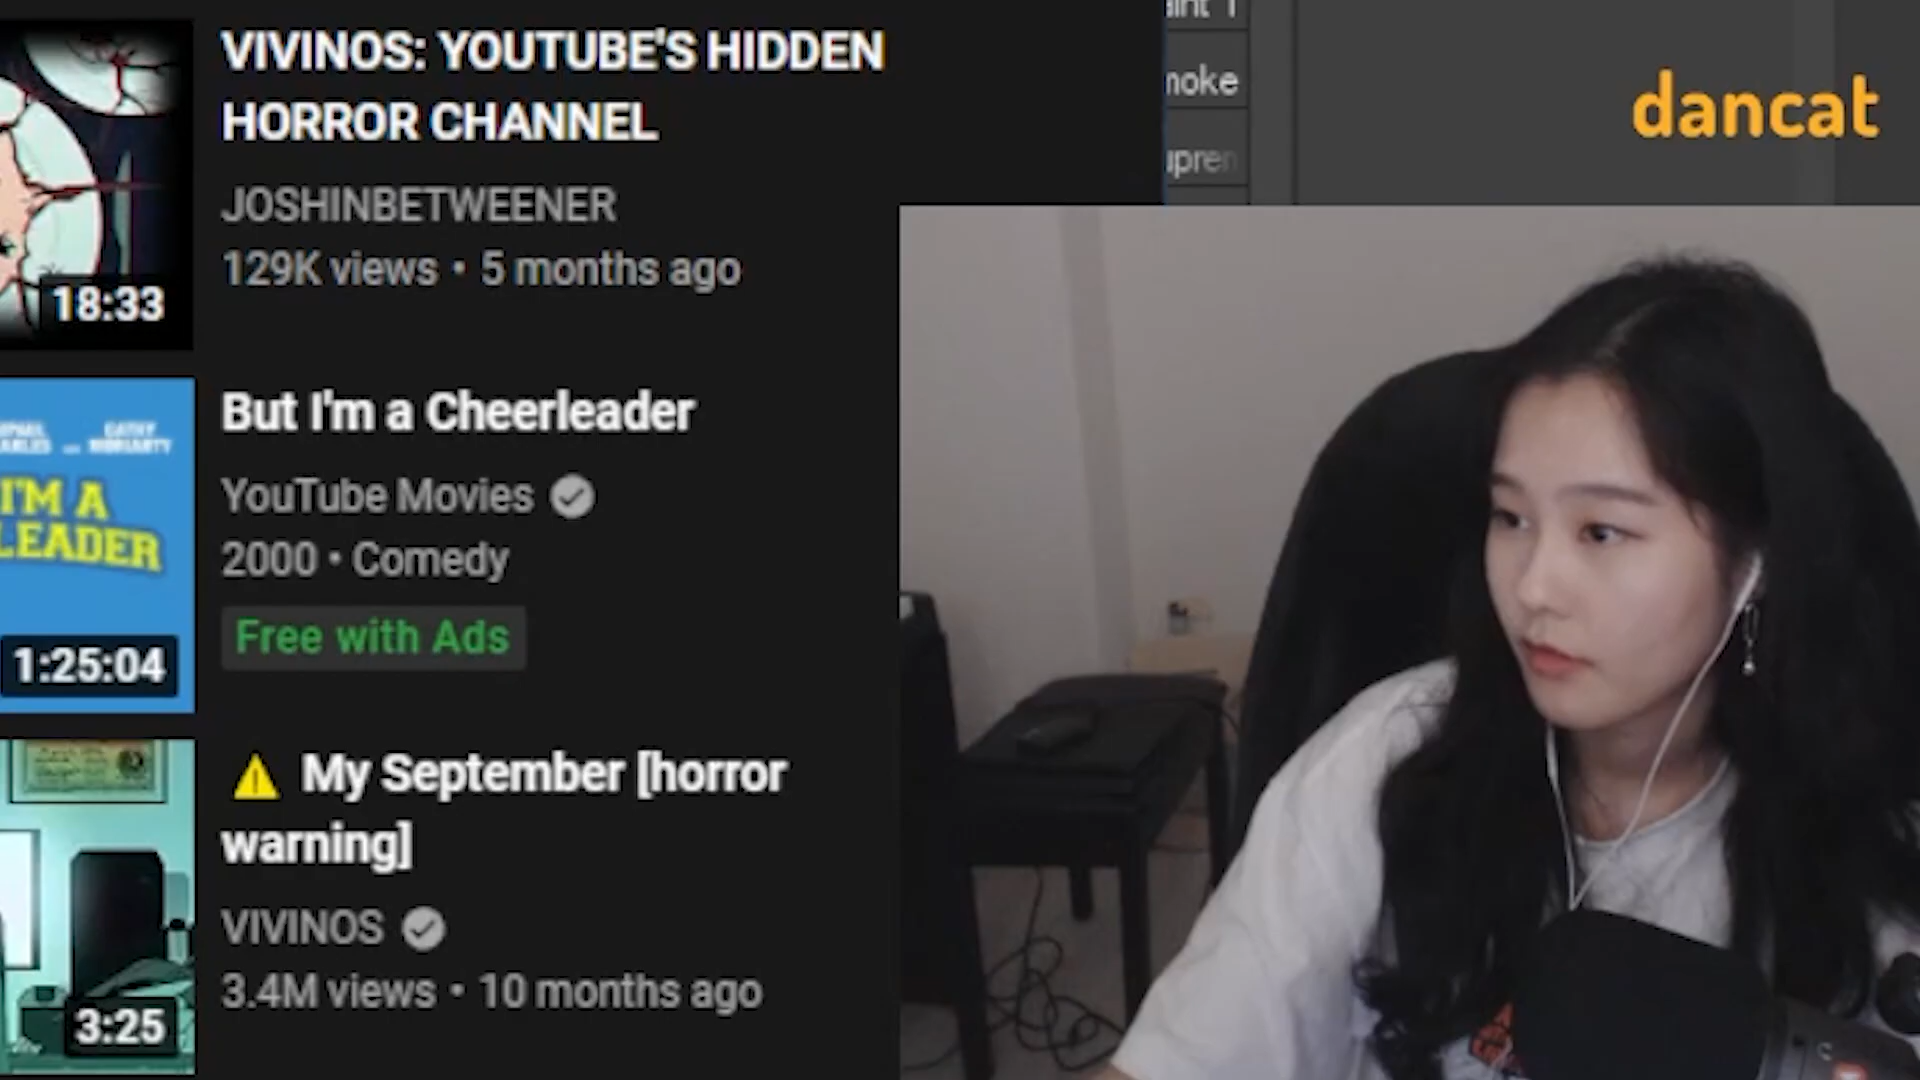 VIVINOS: YOUTUBE'S HIDDEN
HORROR CHANNEL
JOSHINBETWEENER
129K views • 5 months ago
18:33
But I'm a Cheerleader
YouTube Movies
2000 • Comedy
Free with Ads
CATHY
MORIARTY
I'M A
LEADER
1:25:04
⚠ My September [horror
warning]
VIVINOS
3.4M views • 10 months ago
3:25
dancat